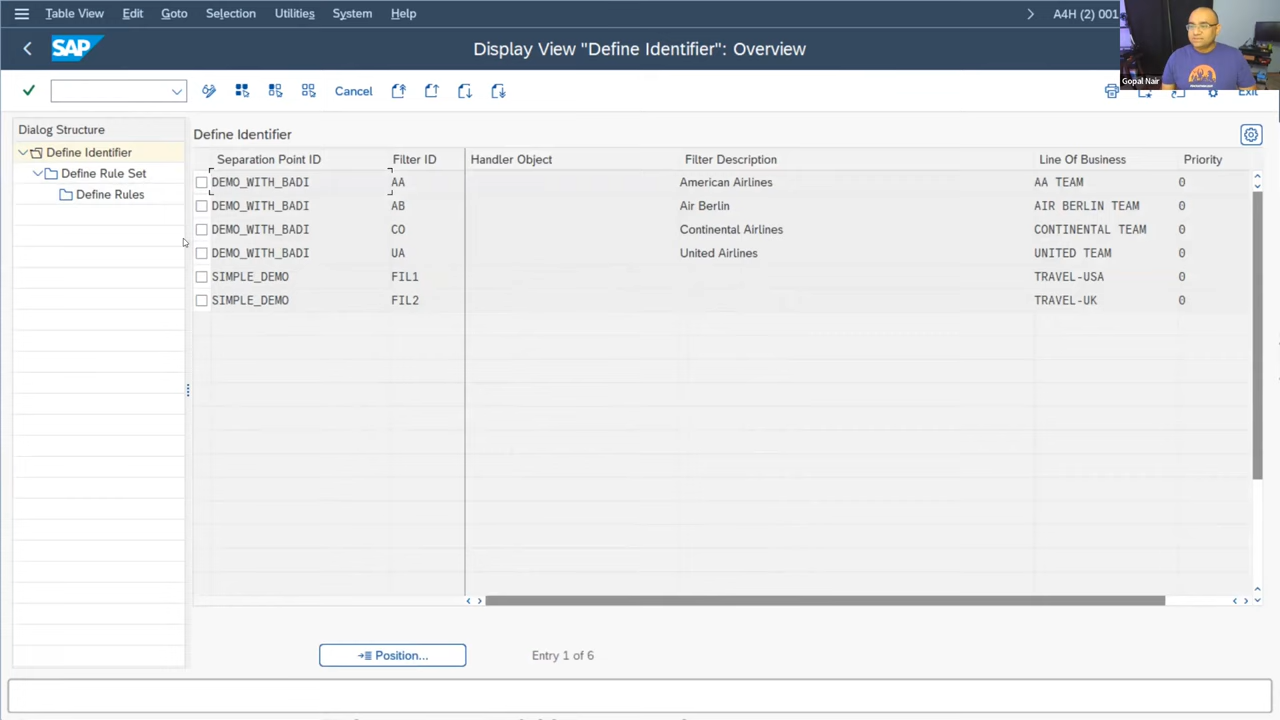 Table View Edit Goto Selection Utilities System Help A4H (2) 001
SAP Display View "Define Identifier": Overview
Gopal Nair
Cancel Exit
Dialog Structure
Define Identifier
Define Rule Set
Define Rules
Define Identifier
Separation Point ID Filter ID Handler Object Filter Description Line Of Business Priority
DEMO_WITH_BADI AA American Airlines AA TEAM 0
DEMO_WITH_BADI AB Air Berlin AIR BERLIN TEAM 0
DEMO_WITH_BADI CO Continental Airlines CONTINENTAL TEAM 0
DEMO_WITH_BADI UA United Airlines UNITED TEAM 0
SIMPLE_DEMO FIL1 TRAVEL-USA 0
SIMPLE_DEMO FIL2 TRAVEL-UK 0
Position... Entry 1 of 6